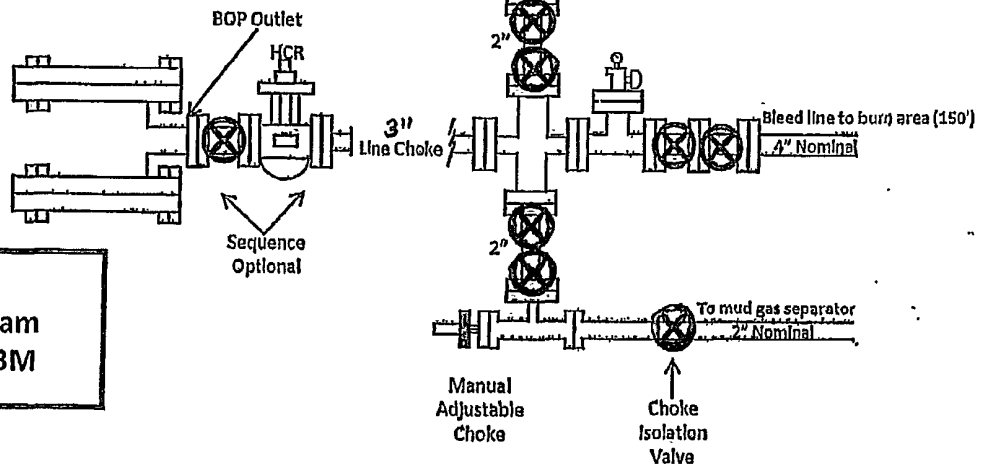 BOP Outlet
HCR
2"
3"
Line Choke
Bleed line to burn area (150')
4" Nominal
Sequence
Optional
2"
To mud gas separator
2" Nominal
am
3M
Manual
Adjustable
Choke
Choke
Isolation
Valve